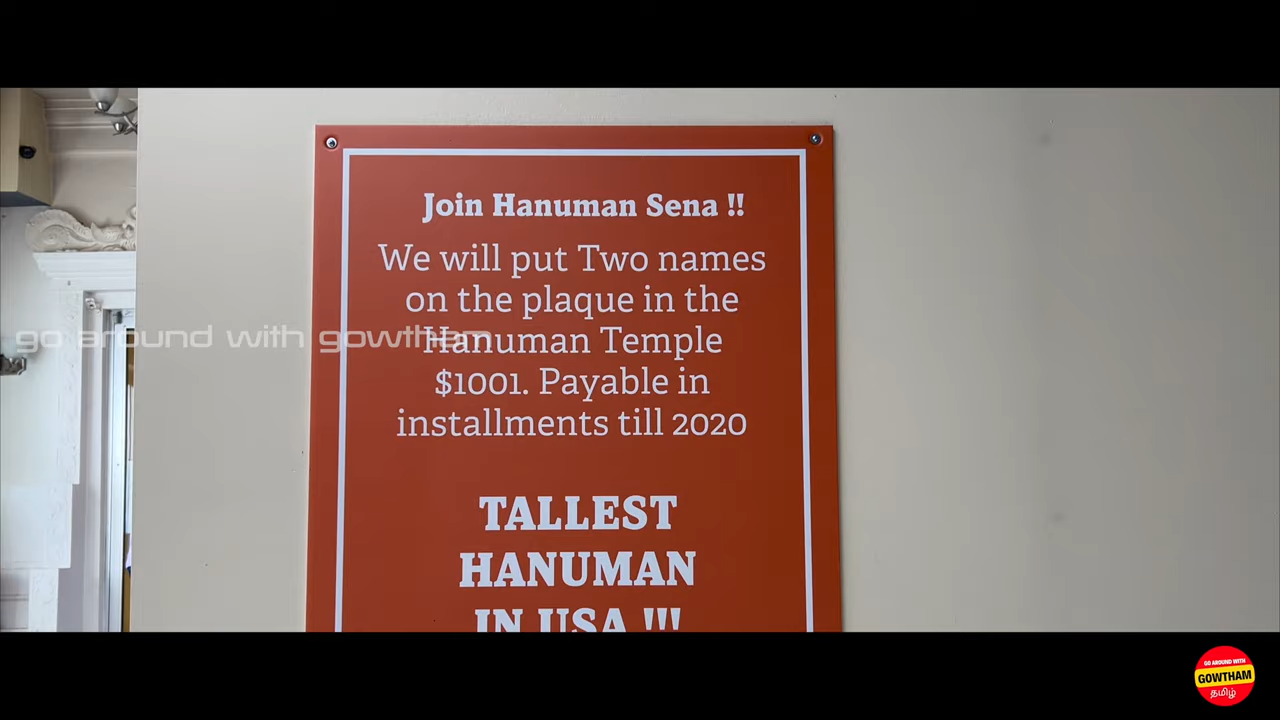 Join Hanuman Sena !!
We will put Two names
on the plaque in the
Hanuman Temple
$1001. Payable in
installments till 2020
TALLEST
HANUMAN
IN USA !!!
go around with gowtham
GO AROUND WITH
GOWTHAM
தமிழ்